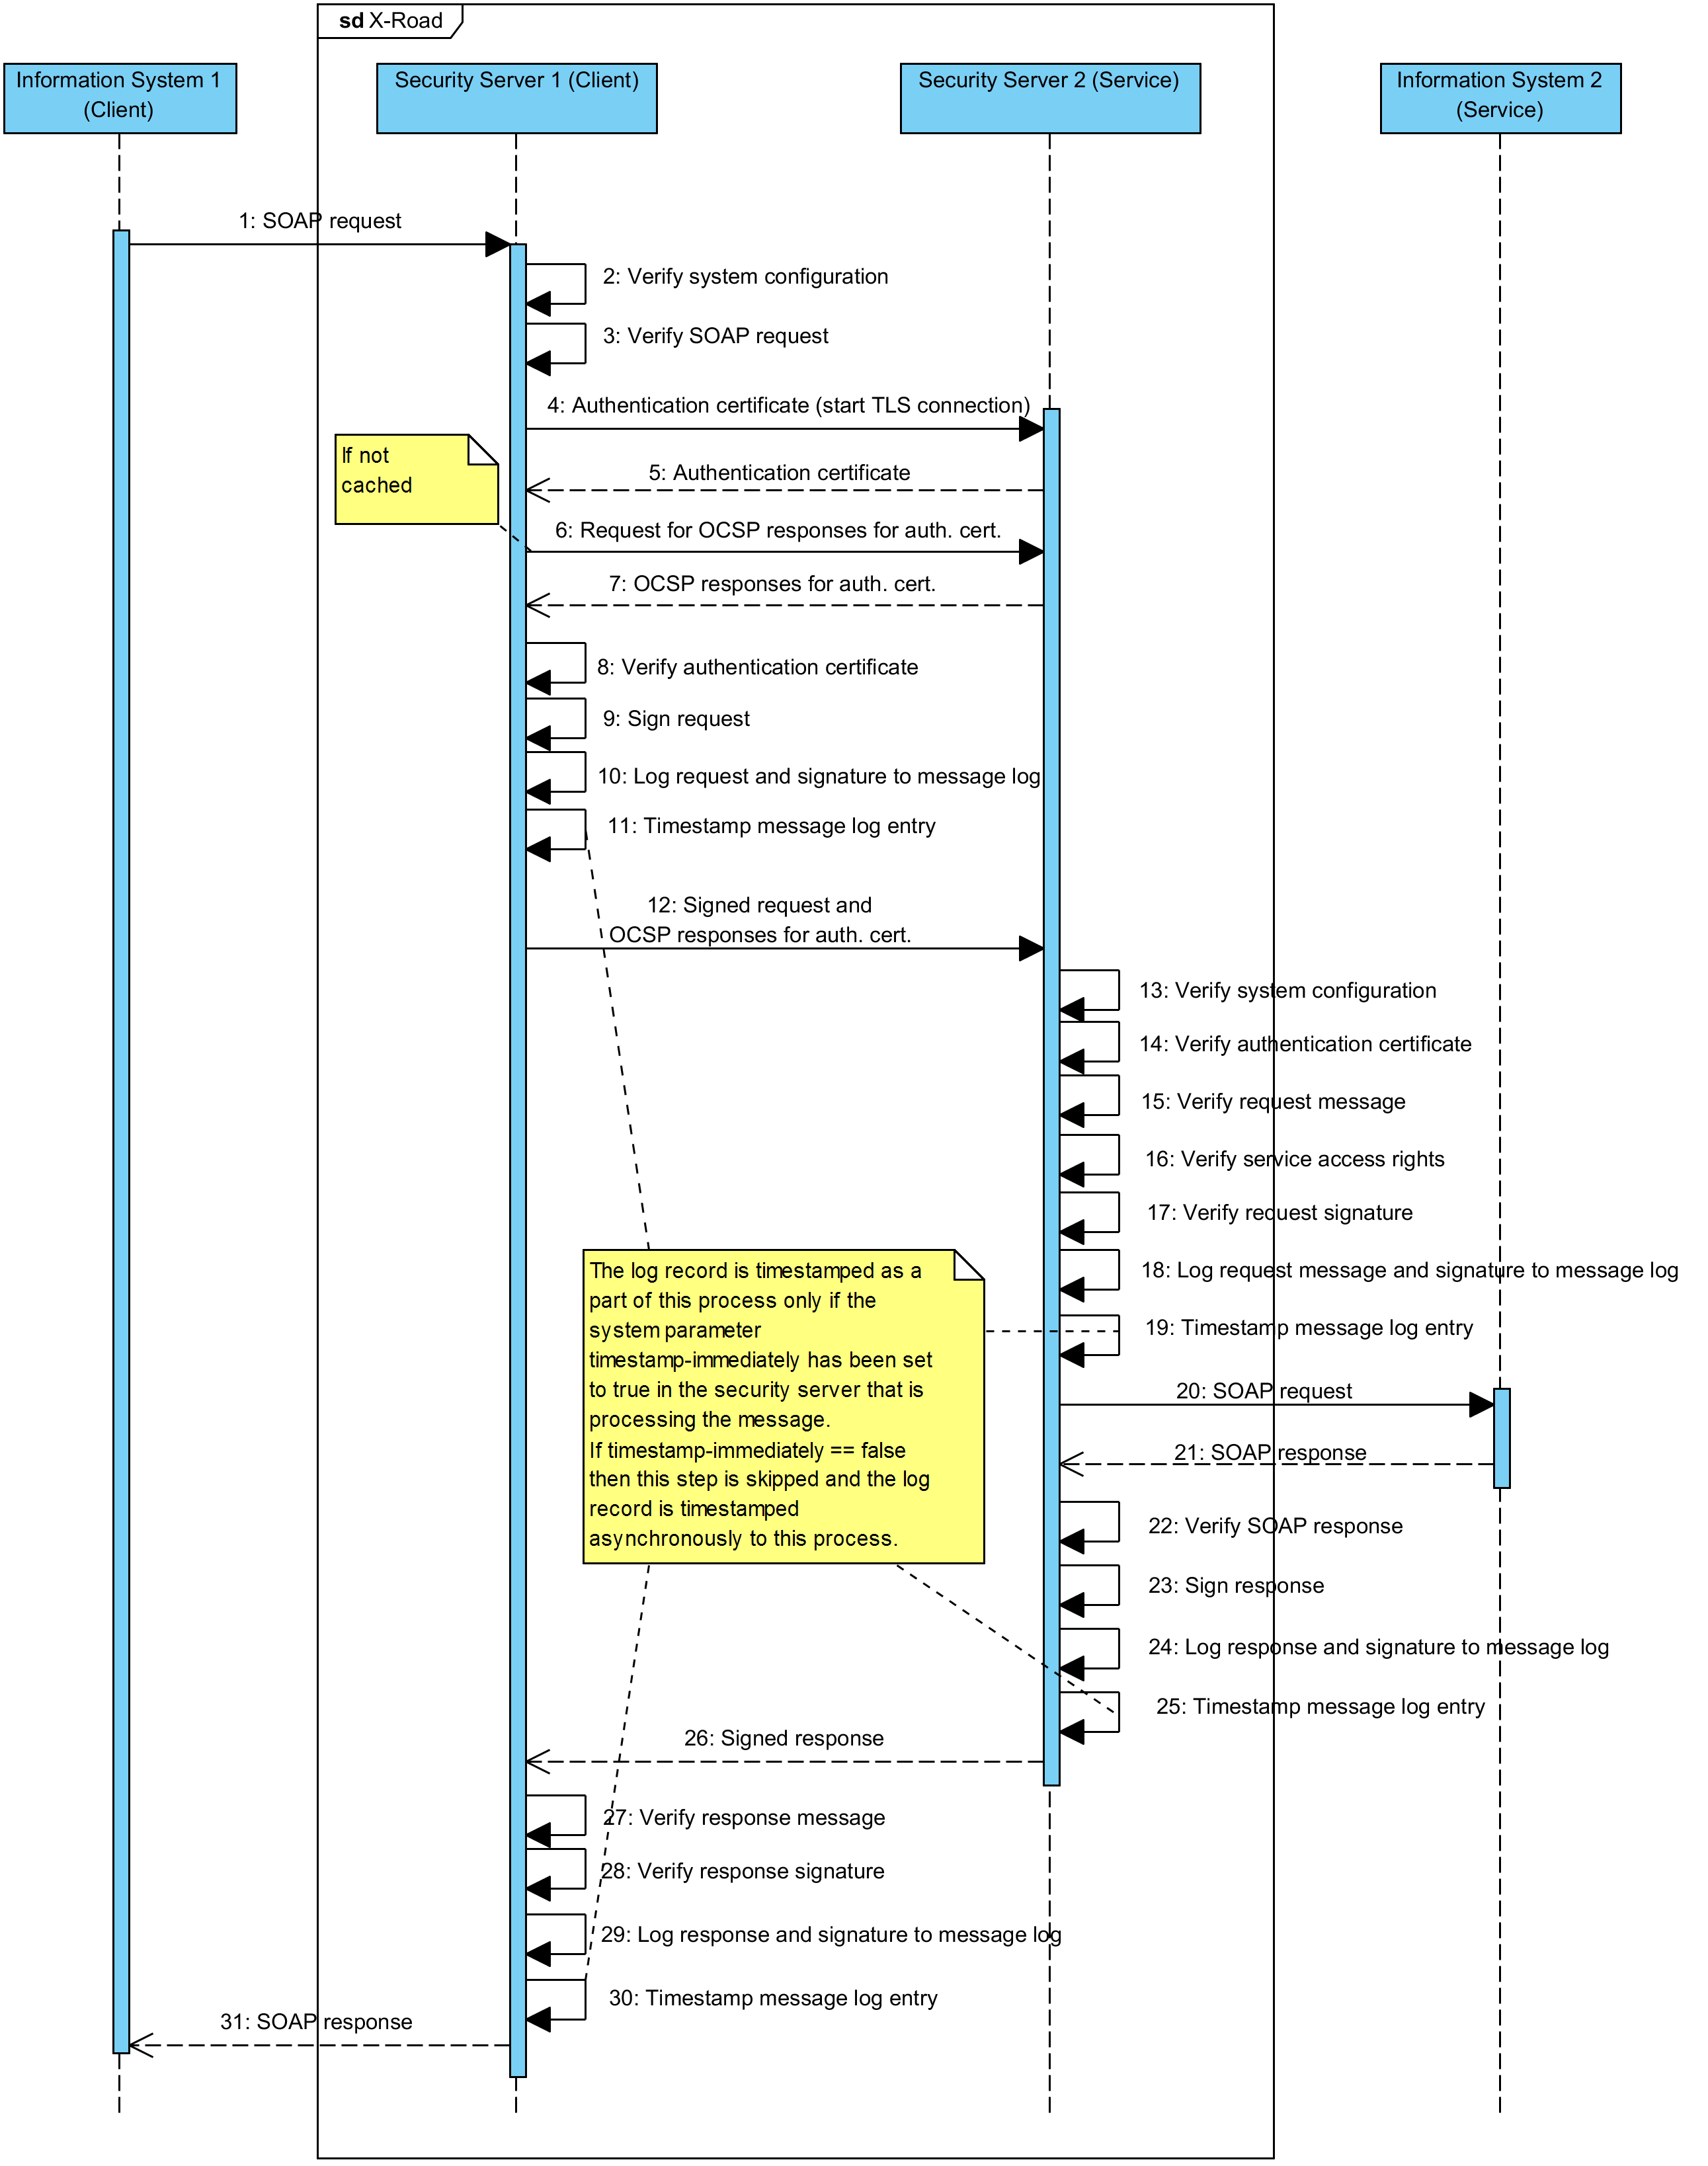 sd X-Road
Information System 1
(Client)
Security Server 1 (Client)
Security Server 2 (Service)
Information System 2
(Service)
1: SOAP request
2: Verify system configuration
3: Verify SOAP request
4: Authentication certificate (start TLS connection)
If not
cached
5: Authentication certificate
6: Request for OCSP responses for auth. cert.
7: OCSP responses for auth. cert.
8: Verify authentication certificate
9: Sign request
10: Log request and signature to message log
11: Timestamp message log entry
12: Signed request and
OCSP responses for auth. cert.
13: Verify system configuration
14: Verify authentication certificate
15: Verify request message
16: Verify service access rights
17: Verify request signature
18: Log request message and signature to message log
The log record is timestamped as a
part of this process only if the
system parameter
timestamp-immediately has been set
to true in the security server that is
processing the message.
If timestamp-immediately == false
then this step is skipped and the log
record is timestamped
asynchronously to this process.
19: Timestamp message log entry
20: SOAP request
21: SOAP response
22: Verify SOAP response
23: Sign response
24: Log response and signature to message log
25: Timestamp message log entry
26: Signed response
27: Verify response message
28: Verify response signature
29: Log response and signature to message log
30: Timestamp message log entry
31: SOAP response